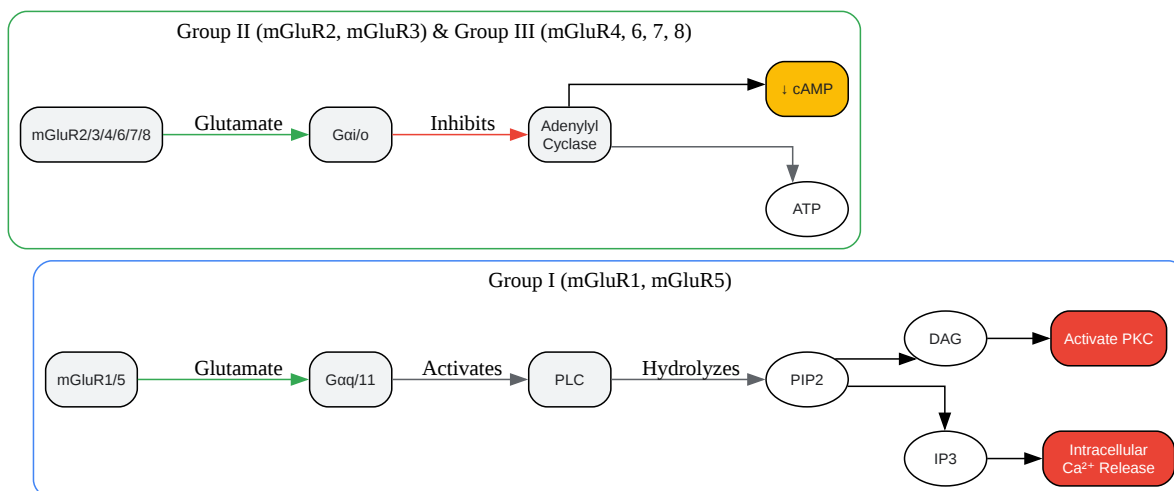 Group II (mGluR2, mGluR3) & Group III (mGluR4, 6, 7, 8)
mGluR2/3/4/6/7/8
Glutamate
Gαi/o
Inhibits
Adenylyl
Cyclase
↓ cAMP
ATP
Group I (mGluR1, mGluR5)
mGluR1/5
Glutamate
Gαq/11
Activates
PLC
Hydrolyzes
PIP2
DAG
Activate PKC
IP3
Intracellular
Ca²⁺ Release